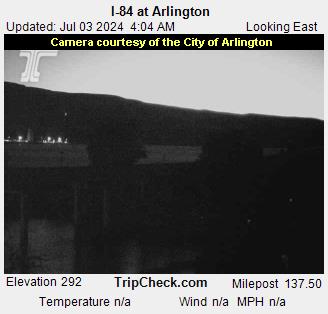 I-84 at Arlington
Updated: Jul 03 2024 4:04 AM Looking East
Camera courtesy of the City of Arlington
Elevation 292 TripCheck.com Milepost 137.50
Temperature n/a Wind n/a MPH n/a